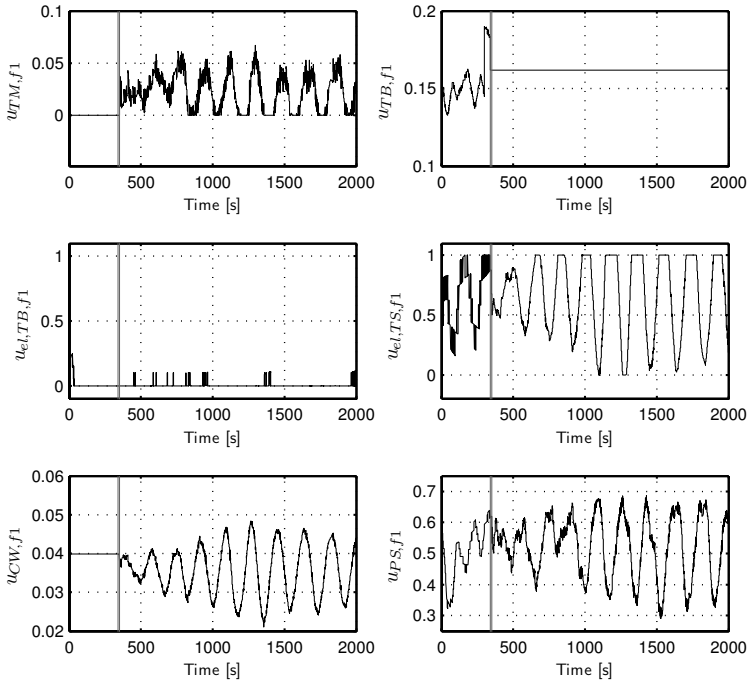 0.1
0.05
0
u_{TM,f1}
0 500 1000 1500 2000
Time [s]
0.2
0.15
0.1
u_{TB,f1}
0 500 1000 1500 2000
Time [s]
1
0.5
0
u_{el,TB,f1}
0 500 1000 1500 2000
Time [s]
1
0.5
0
u_{el,TS,f1}
0 500 1000 1500 2000
Time [s]
0.06
0.05
0.04
0.03
0.02
u_{CW,f1}
0 500 1000 1500 2000
Time [s]
0.7
0.6
0.5
0.4
0.3
u_{PS,f1}
0 500 1000 1500 2000
Time [s]